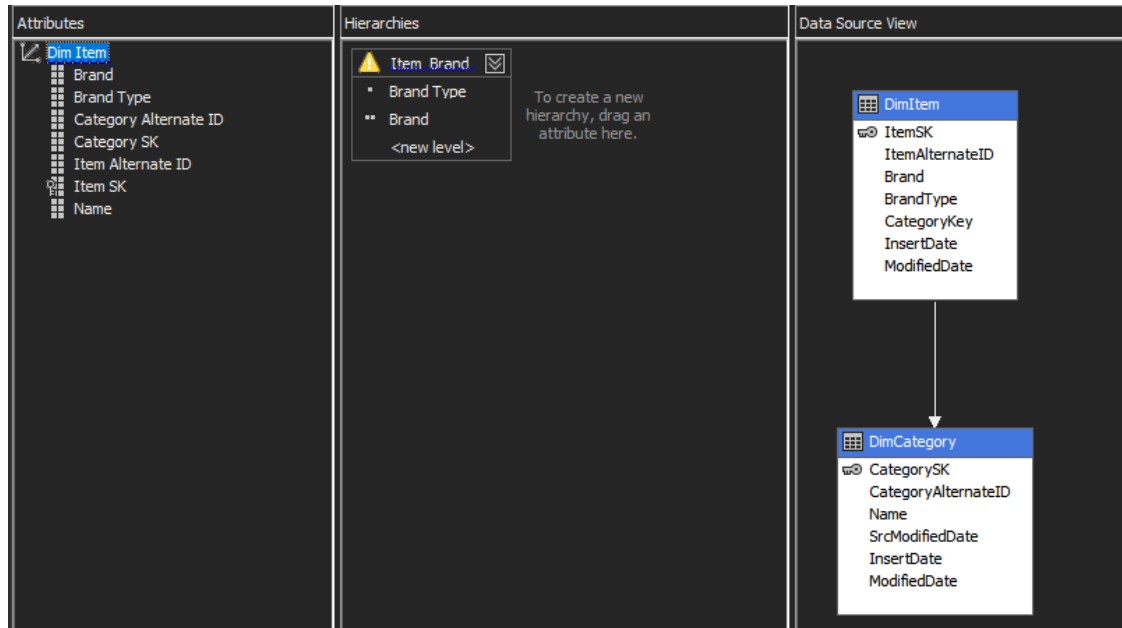 Attributes
Dim Item
Brand
Brand Type
Category Alternate ID
Category SK
Item Alternate ID
Item SK
Name
Hierarchies
Item Brand
Brand Type
Brand
<new level>
To create a new
hierarchy, drag an
attribute here.
Data Source View
DimItem
ItemSK
ItemAlternateID
Brand
BrandType
CategoryKey
InsertDate
ModifiedDate
DimCategory
CategorySK
CategoryAlternateID
Name
SrcModifiedDate
InsertDate
ModifiedDate